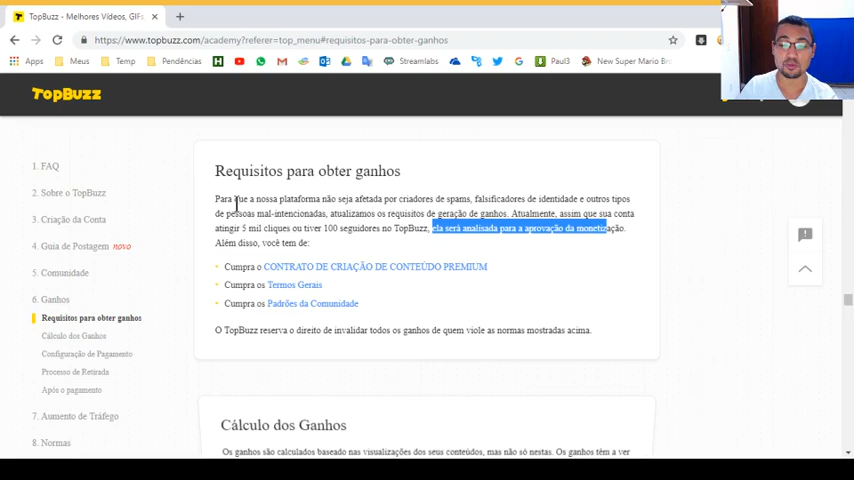 TopBuzz - Melhores Vídeos, GIFs
https://www.topbuzz.com/academy?referer=top_menu#requisitos-para-obter-ganhos
Apps Meus Temp Pendências Streamlabs Paul3 New Super Mario Bro
TOPBUZZ
1. FAQ
2. Sobre o TopBuzz
3. Criação da Conta
4. Guia de Postagem novo
5. Comunidade
6. Ganhos
Requisitos para obter ganhos
Cálculo dos Ganhos
Configuração de Pagamento
Processo de Retirada
Após o pagamento
7. Aumento de Tráfego
8. Normas
Requisitos para obter ganhos
Para que a nossa plataforma não seja afetada por criadores de spams, falsificadores de identidade e outros tipos
de pessoas mal-intencionadas, atualizamos os requisitos de geração de ganhos. Atualmente, assim que sua conta
atingir 5 mil cliques ou tiver 100 seguidores no TopBuzz, ela será analisada para a aprovação da monetização.
Além disso, você tem de:
Cumpra o CONTRATO DE CRIAÇÃO DE CONTEÚDO PREMIUM
Cumpra os Termos Gerais
Cumpra os Padrões da Comunidade
O TopBuzz reserva o direito de invalidar todos os ganhos de quem viole as normas mostradas acima.
Cálculo dos Ganhos
Os ganhos são calculados baseado nas visualizações dos seus conteúdos, mas não só nestas. Os ganhos têm a ver